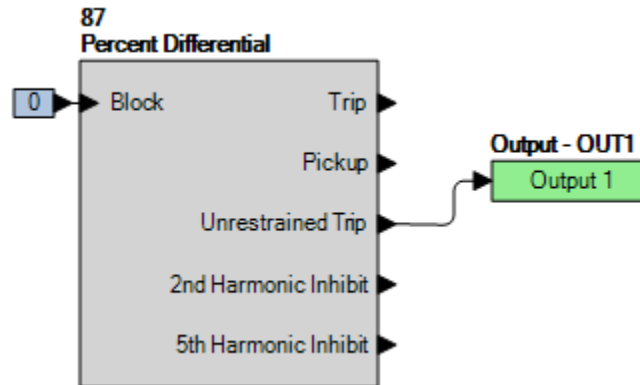 87
Percent Differential
0
Block
Trip
Pickup
Unrestrained Trip
2nd Harmonic Inhibit
5th Harmonic Inhibit
Output - OUT1
Output 1